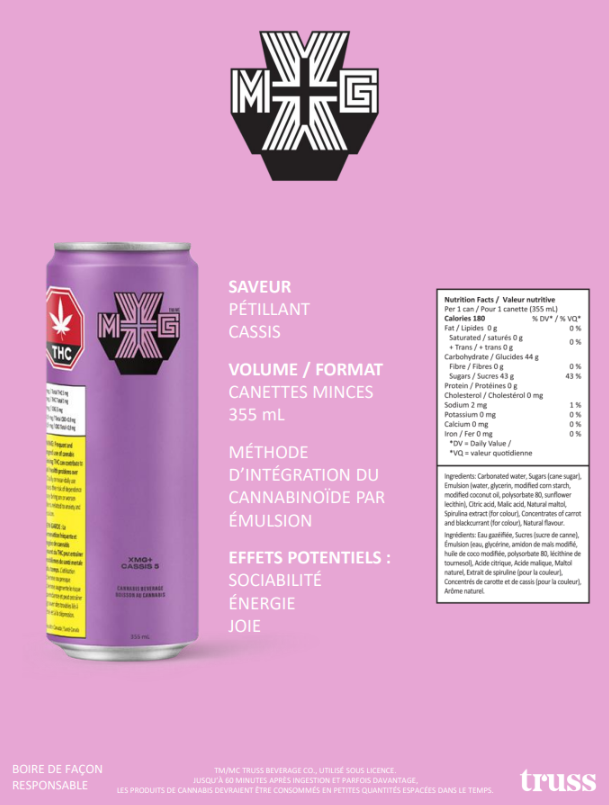 MXG
SAVEUR
PÉTILLANT
CASSIS
VOLUME / FORMAT
CANETTES MINCES
355 mL
MÉTHODE
D'INTÉGRATION DU
CANNABINOÏDE PAR
ÉMULSION
EFFETS POTENTIELS :
SOCIABILITÉ
ÉNERGIE
JOIE
THC
MXG
XMG+
CASSIS 3
CANNABIS BEVERAGE
BOISSON AU CANNABIS
355 mL
Nutrition Facts / Valeur nutritive
Per 1 can / Pour 1 canette (355 mL)
Calories 180 % DV* / % VQ*
Fat / Lipides 0 g 0 %
Saturated / saturés 0 g
+ Trans / + trans 0 g 0 %
Carbohydrate / Glucides 44 g
Fibre / Fibres 0 g 0 %
Sugars / Sucres 43 g 43 %
Protein / Protéines 0 g
Cholesterol / Cholestérol 0 mg
Sodium 2 mg 1 %
Potassium 0 mg 0 %
Calcium 0 mg 0 %
Iron / Fer 0 mg 0 %
*DV = Daily Value /
*VQ = valeur quotidienne
Ingredients: Carbonated water, Sugars (cane sugar),
Emulsion (water, glycerin, modified corn starch,
modified coconut oil, polysorbate 80, sunflower
lecithin), Citric acid, Malic acid, Natural maltol,
Spirulina extract (for colour), Concentrates of carrot
and blackcurrant (for colour), Natural flavour.
Ingrédients: Eau gazéifiée, Sucres (sucre de canne),
Émulsion (eau, glycérine, amidon de maïs modifié,
huile de coco modifiée, polysorbate 80, lécithine de
tournesol), Acide citrique, Acide malique, Maltol
naturel, Extrait de spiruline (pour la couleur),
Concentrés de carotte et de cassis (pour la couleur),
Arôme naturel.
BOIRE DE FAÇON
RESPONSABLE
TM/MC TRUSS BEVERAGE CO., UTILISÉ SOUS LICENCE.
JUSQU'À 60 MINUTES APRÈS INGESTION ET PARFOIS DAVANTAGE,
LES PRODUITS DE CANNABIS DEVRAIENT ÊTRE CONSOMMÉS EN PETITES QUANTITÉS ESPACÉES DANS LE TEMPS.
truss